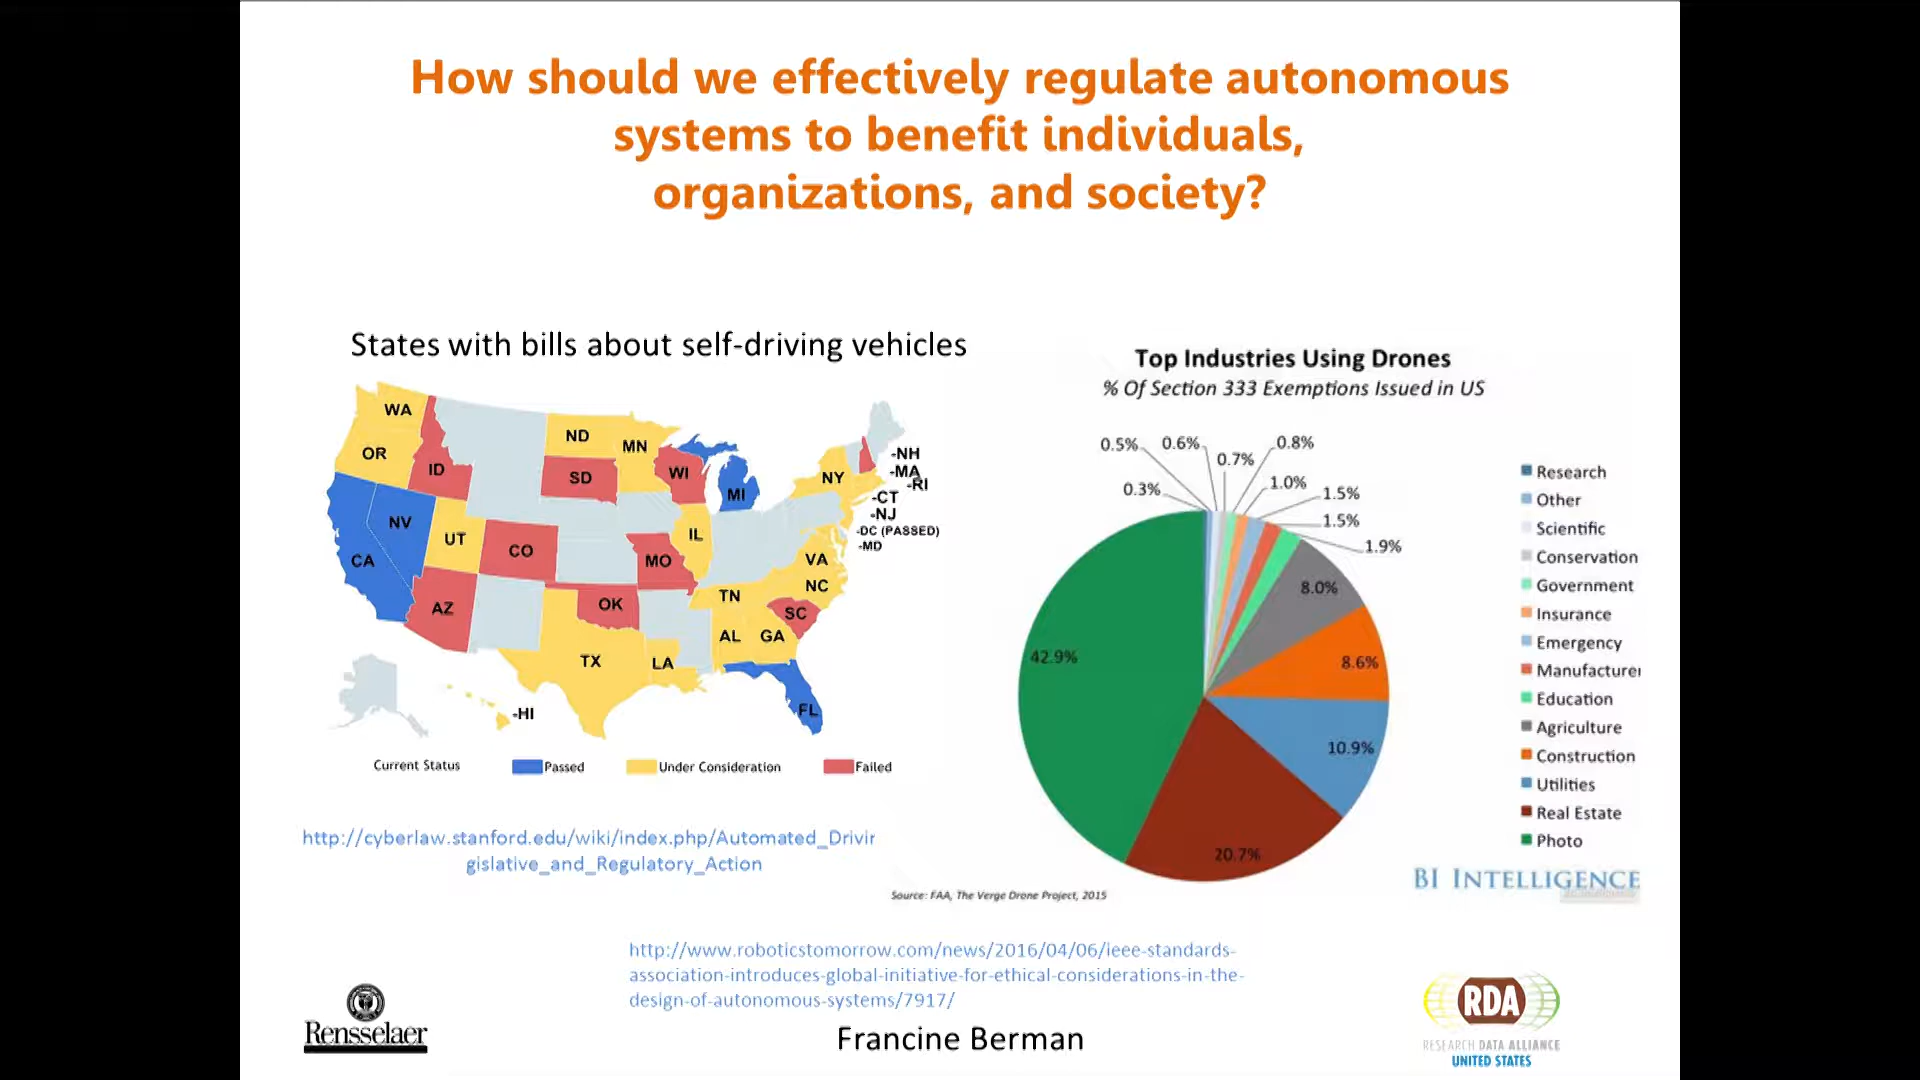 How should we effectively regulate autonomous
systems to benefit individuals,
organizations, and society?
States with bills about self-driving vehicles
WA
OR
ID
ND
MN
SD
WI
MI
NY
-NH
-MA
-RI
-CT
-NJ
-DC (PASSED)
-MD
NV
CA
UT
CO
AZ
IL
MO
OK
VA
NC
TN
SC
AL
GA
TX
LA
FL
-HI
Current Status
Passed
Under Consideration
Failed
http://cyberlaw.stanford.edu/wiki/index.php/Automated_Drivin
gislative_and_Regulatory_Action
Top Industries Using Drones
% Of Section 333 Exemptions Issued in US
0.3%
0.5%
0.6%
0.7%
0.8%
1.0%
1.5%
1.5%
1.9%
8.0%
8.6%
10.9%
20.7%
42.9%
Research
Other
Scientific
Conservation
Government
Insurance
Emergency
Manufacturer
Education
Agriculture
Construction
Utilities
Real Estate
Photo
BI INTELLIGENCE
Source: FAA, The Verge Drone Project, 2015
http://www.roboticstomorrow.com/news/2016/04/06/ieee-standards-
association-introduces-global-initiative-for-ethical-considerations-in-the-
design-of-autonomous-systems/7917/
Rensselaer
Francine Berman
RDA
RESEARCH DATA ALLIANCE
UNITED STATES